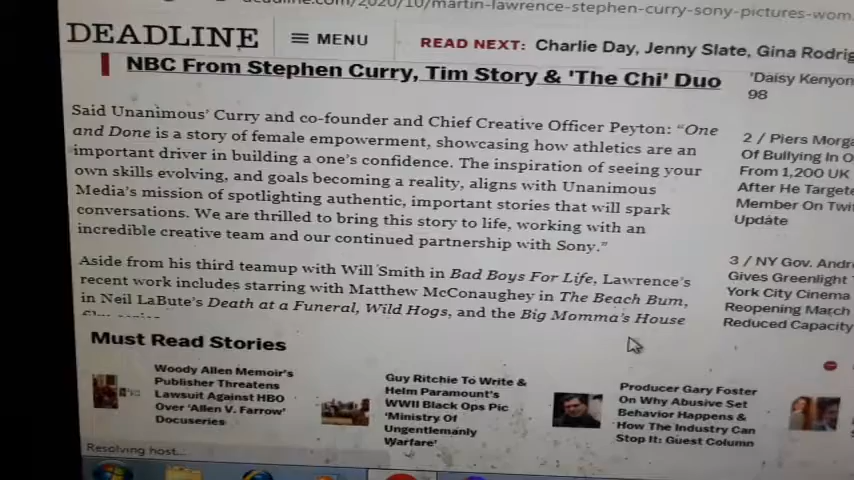 deadline.com/2020/10/martin-lawrence-stephen-curry-sony-pictures-wom
DEADLINE
MENU
READ NEXT: Charlie Day, Jenny Slate, Gina Rodrig
NBC From Stephen Curry, Tim Story & 'The Chi' Duo
Said Unanimous' Curry and co-founder and Chief Creative Officer Peyton: "One
and Done is a story of female empowerment, showcasing how athletics are an
important driver in building a one's confidence. The inspiration of seeing your
own skills evolving, and goals becoming a reality, aligns with Unanimous
Media's mission of spotlighting authentic, important stories that will spark
conversations. We are thrilled to bring this story to life, working with an
incredible creative team and our continued partnership with Sony."
Aside from his third teamup with Will Smith in Bad Boys For Life, Lawrence's
recent work includes starring with Matthew McConaughey in The Beach Bum,
in Neil LaBute's Death at a Funeral, Wild Hogs, and the Big Momma's House
'Daisy Kenyon
98
2 / Piers Morga
Of Bullying In O
From 1,200 UK
After He Targete
Member On Twit
Update
3 / NY Gov. Andr
Gives Greenlight
York City Cinema
Reopening March
Reduced Capacity
Must Read Stories
Woody Allen Memoir's
Publisher Threatens
Lawsuit Against HBO
Over 'Allen V. Farrow'
Docuseries
Guy Ritchie To Write &
Helm Paramount's
WWII Black Ops Pic
'Ministry Of
Ungentlemanly
Warfare'
Producer Gary Foster
On Why Abusive Set
Behavior Happens &
How The Industry Can
Stop It: Guest Column
Resolving host...